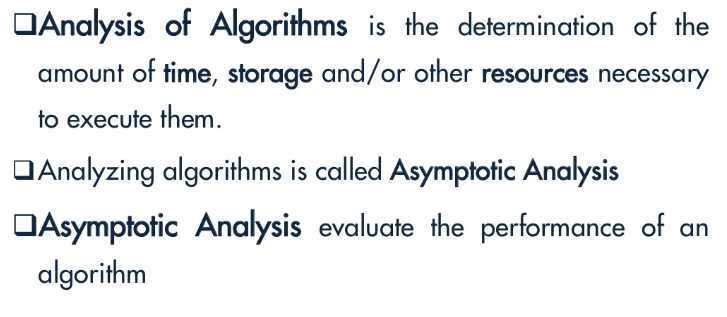 ❑Analysis of Algorithms is the determination of the
amount of time, storage and/or other resources necessary
to execute them.
❑Analyzing algorithms is called Asymptotic Analysis
❑Asymptotic Analysis evaluate the performance of an
algorithm